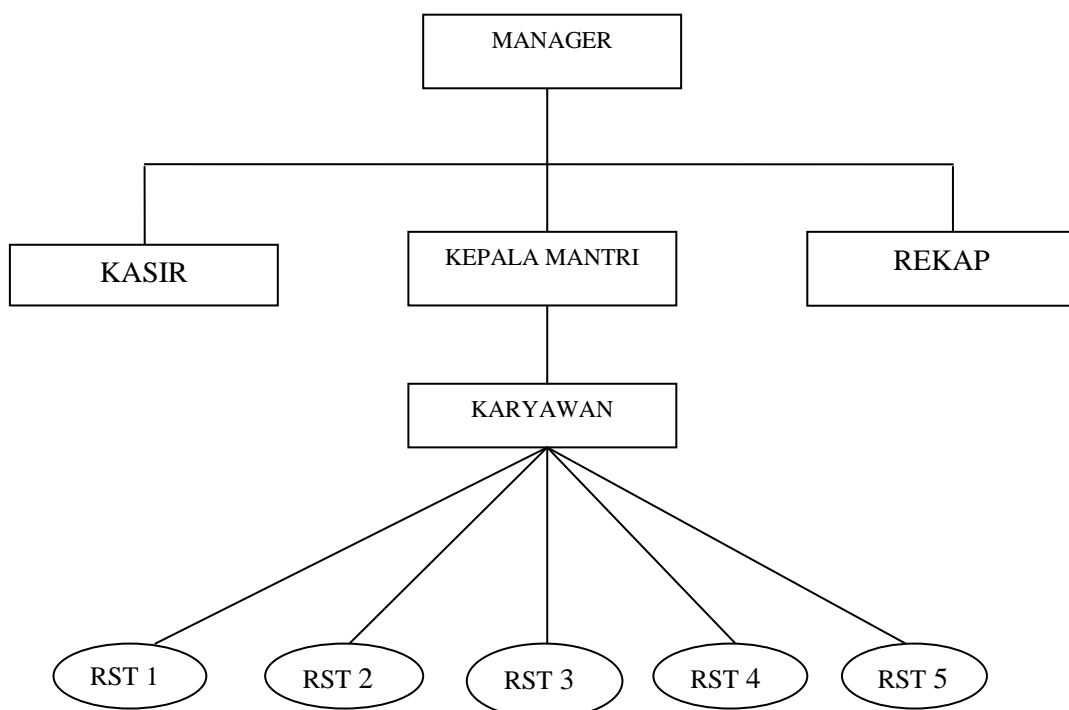 MANAGER
KASIR
KEPALA MANTRI
REKAP
KARYAWAN
RST 1
RST 2
RST 3
RST 4
RST 5